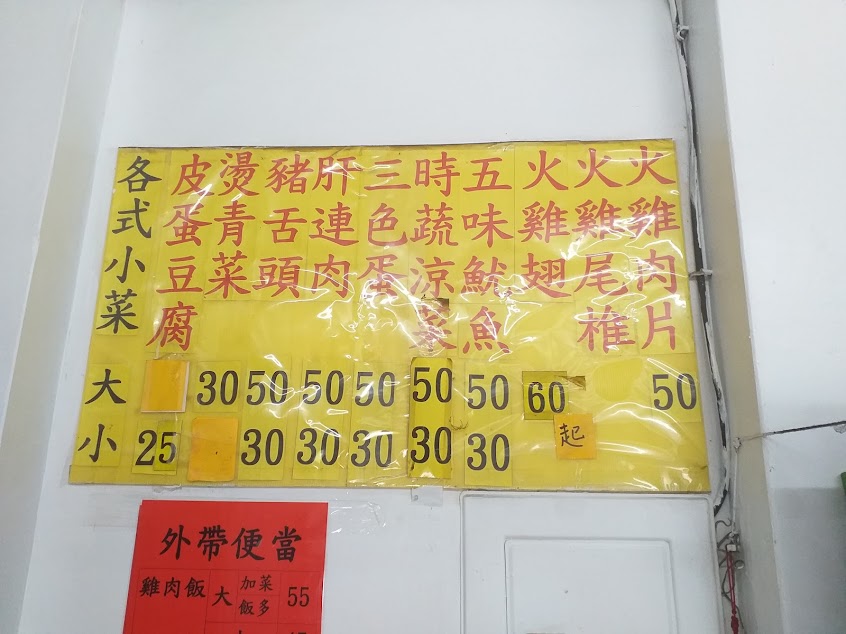 各式小菜
皮蛋豆腐
燙青菜
豬舌頭
肝連肉
三色蛋
時蔬涼菜
五味魷魚
火雞翅
火雞尾椎
火雞肉片
大 30 50 50 50 50 50 60 50
小 25 30 30 30 30 30 起
外帶便當
雞肉飯 大 加菜 55
飯多